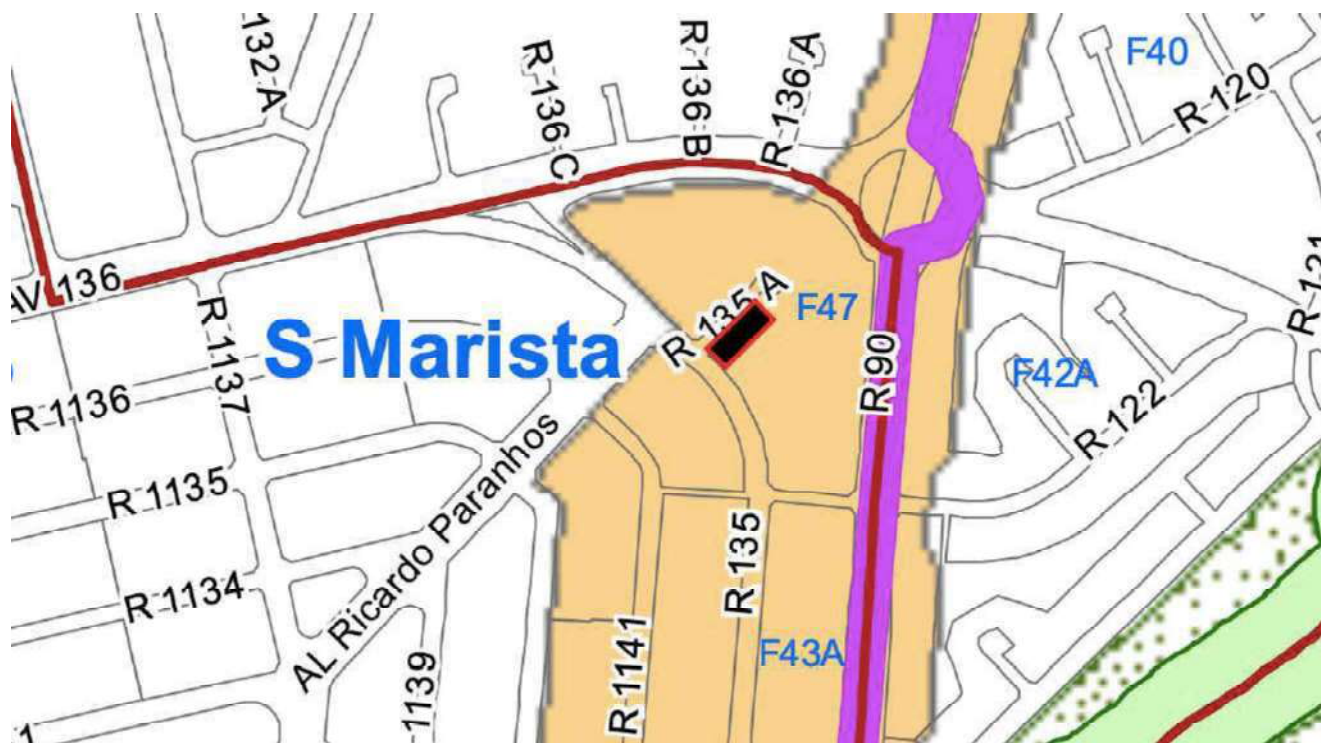 132 A
R 136 C
R 136 B
R 136 A
F40
R 120
AV 136
R 1137
S Marista
R 135 A
F47
R 90
R 121
F42A
R 122
R 1136
R 1135
AL Ricardo Paranhos
R 1134
R 135
R 1141
F43A
1139